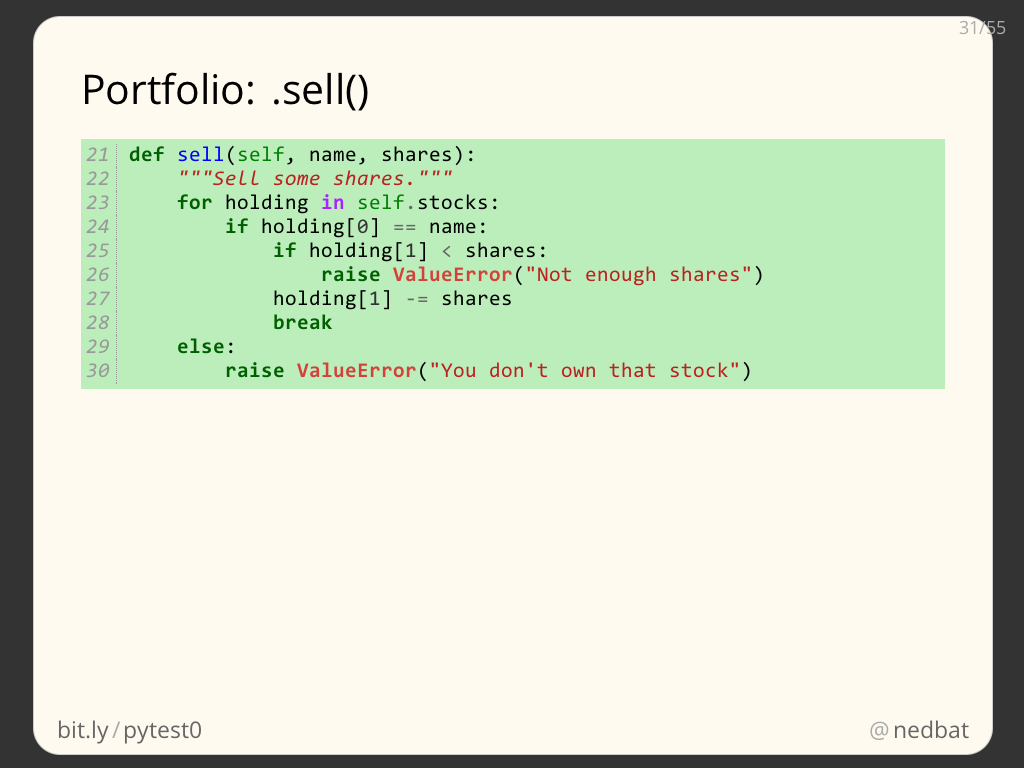 31/55
Portfolio: .sell()
21 def sell(self, name, shares):
22     """Sell some shares."""
23     for holding in self.stocks:
24         if holding[0] == name:
25             if holding[1] < shares:
26                 raise ValueError("Not enough shares")
27             holding[1] -= shares
28             break
29     else:
30         raise ValueError("You don't own that stock")
bit.ly/pytest0
@nedbat